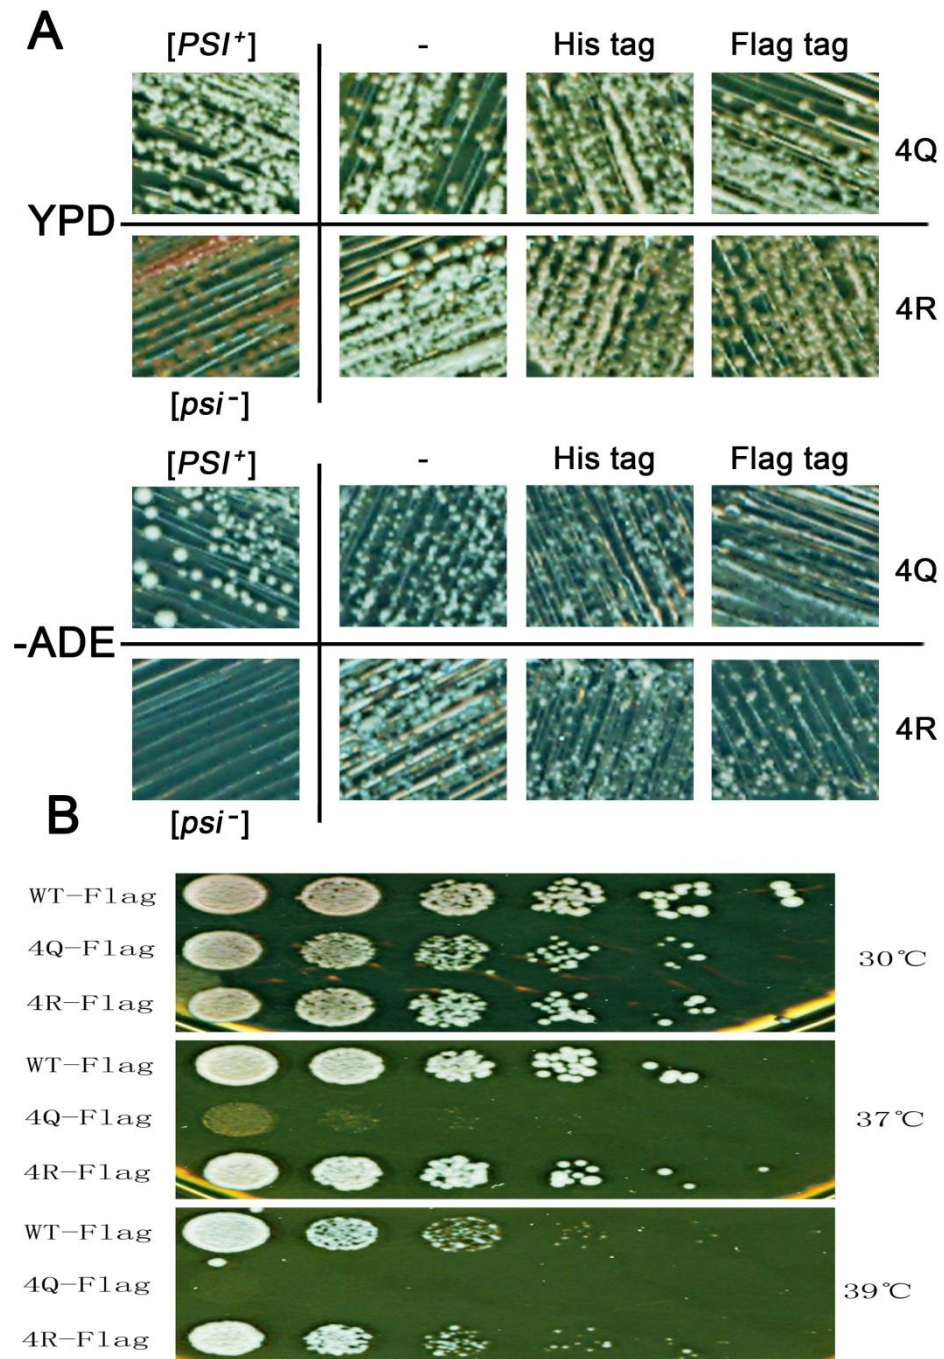 A
[PSI⁺] - His tag Flag tag
4Q
YPD
4R
[psi⁻]
[PSI⁺] - His tag Flag tag
4Q
-ADE
4R
[psi⁻]
B
WT-Flag
4Q-Flag 30℃
4R-Flag
WT-Flag
4Q-Flag 37℃
4R-Flag
WT-Flag
4Q-Flag 39℃
4R-Flag